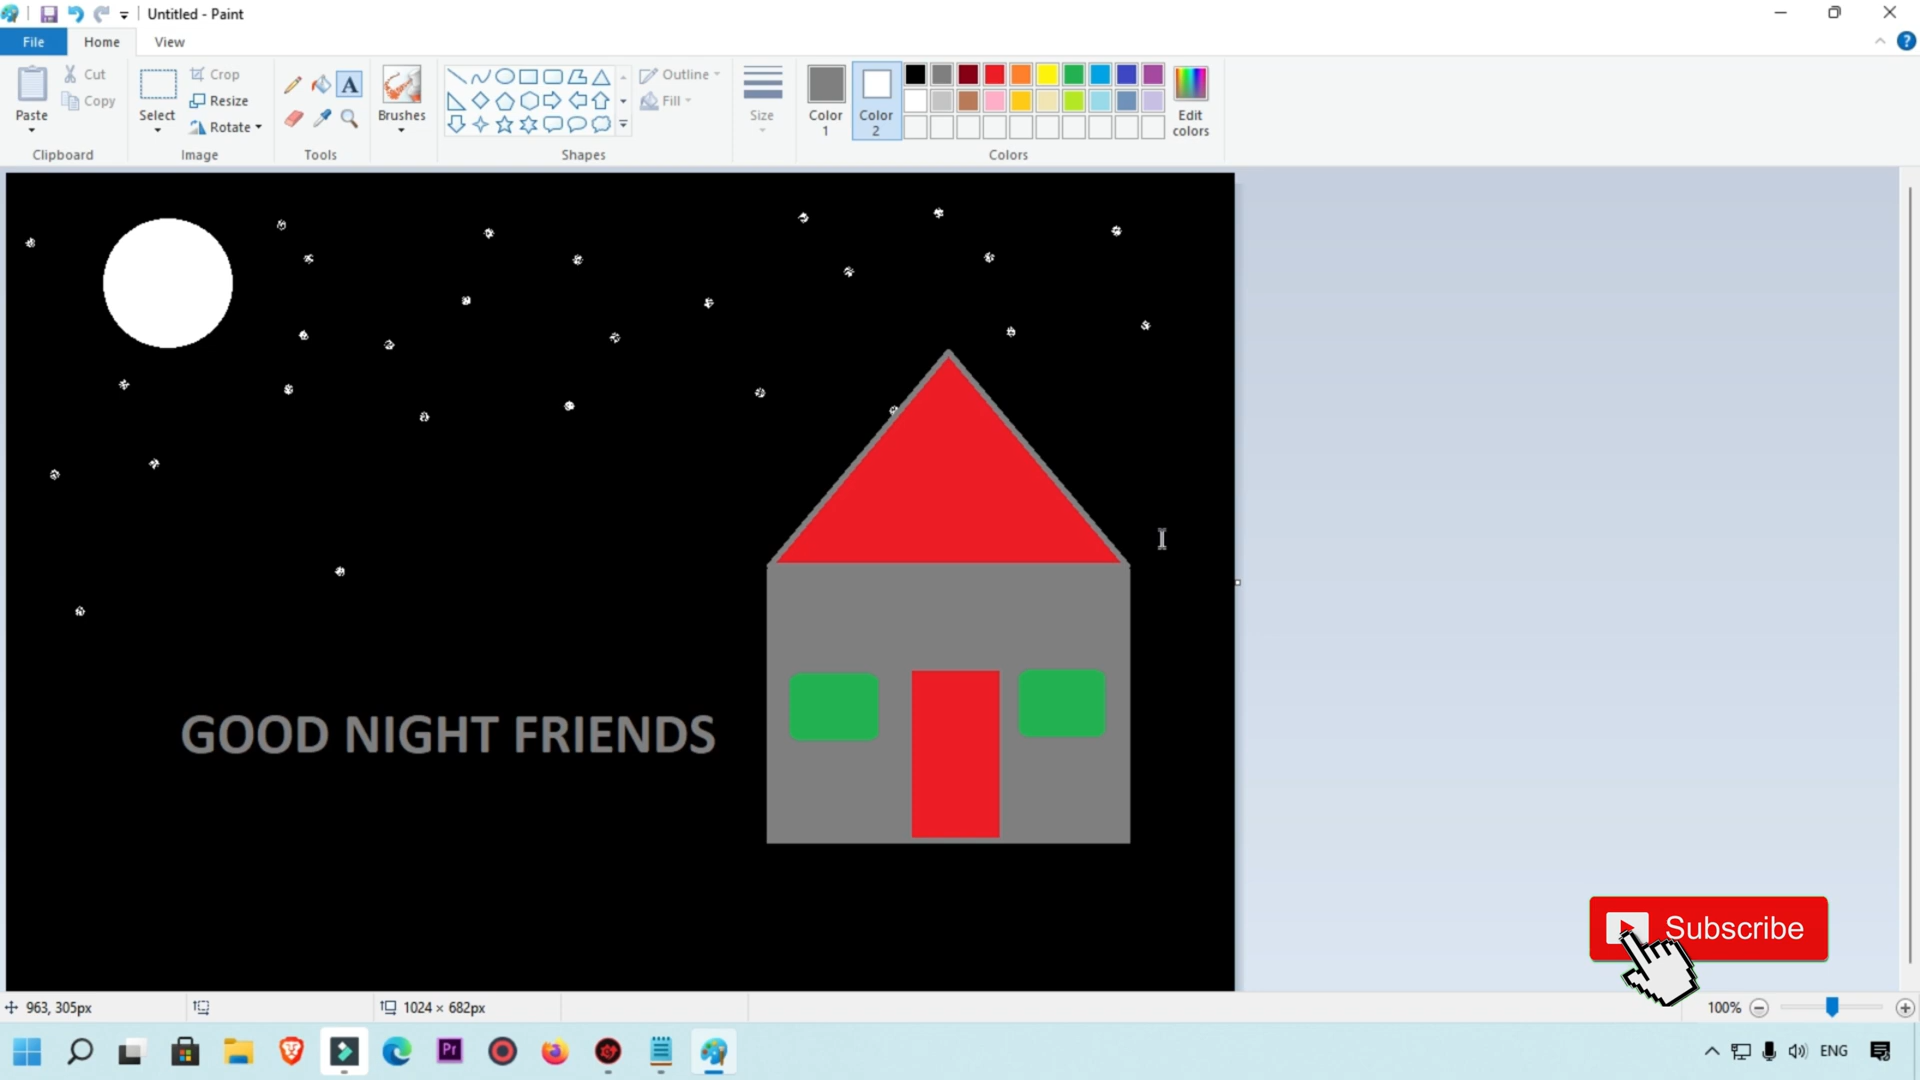 Untitled - Paint
File Home View
Paste
Cut
Copy
Clipboard
Select
Crop
Resize
Rotate
Image
Tools
Brushes
Shapes
Outline
Fill
Size
Color 1
Color 2
Edit colors
Colors
GOOD NIGHT FRIENDS
Subscribe
963, 305px
1024 × 682px
100%
Pr
ENG